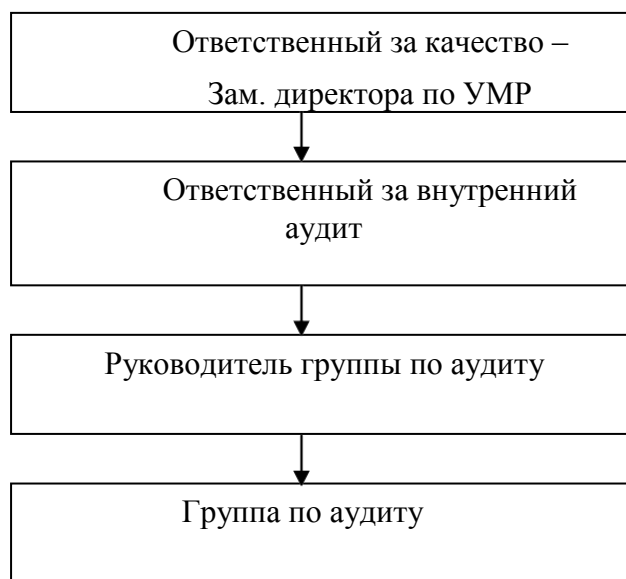 Ответственный за качество –
Зам. директора по УМР
Ответственный за внутренний
аудит
Руководитель группы по аудиту
Группа по аудиту